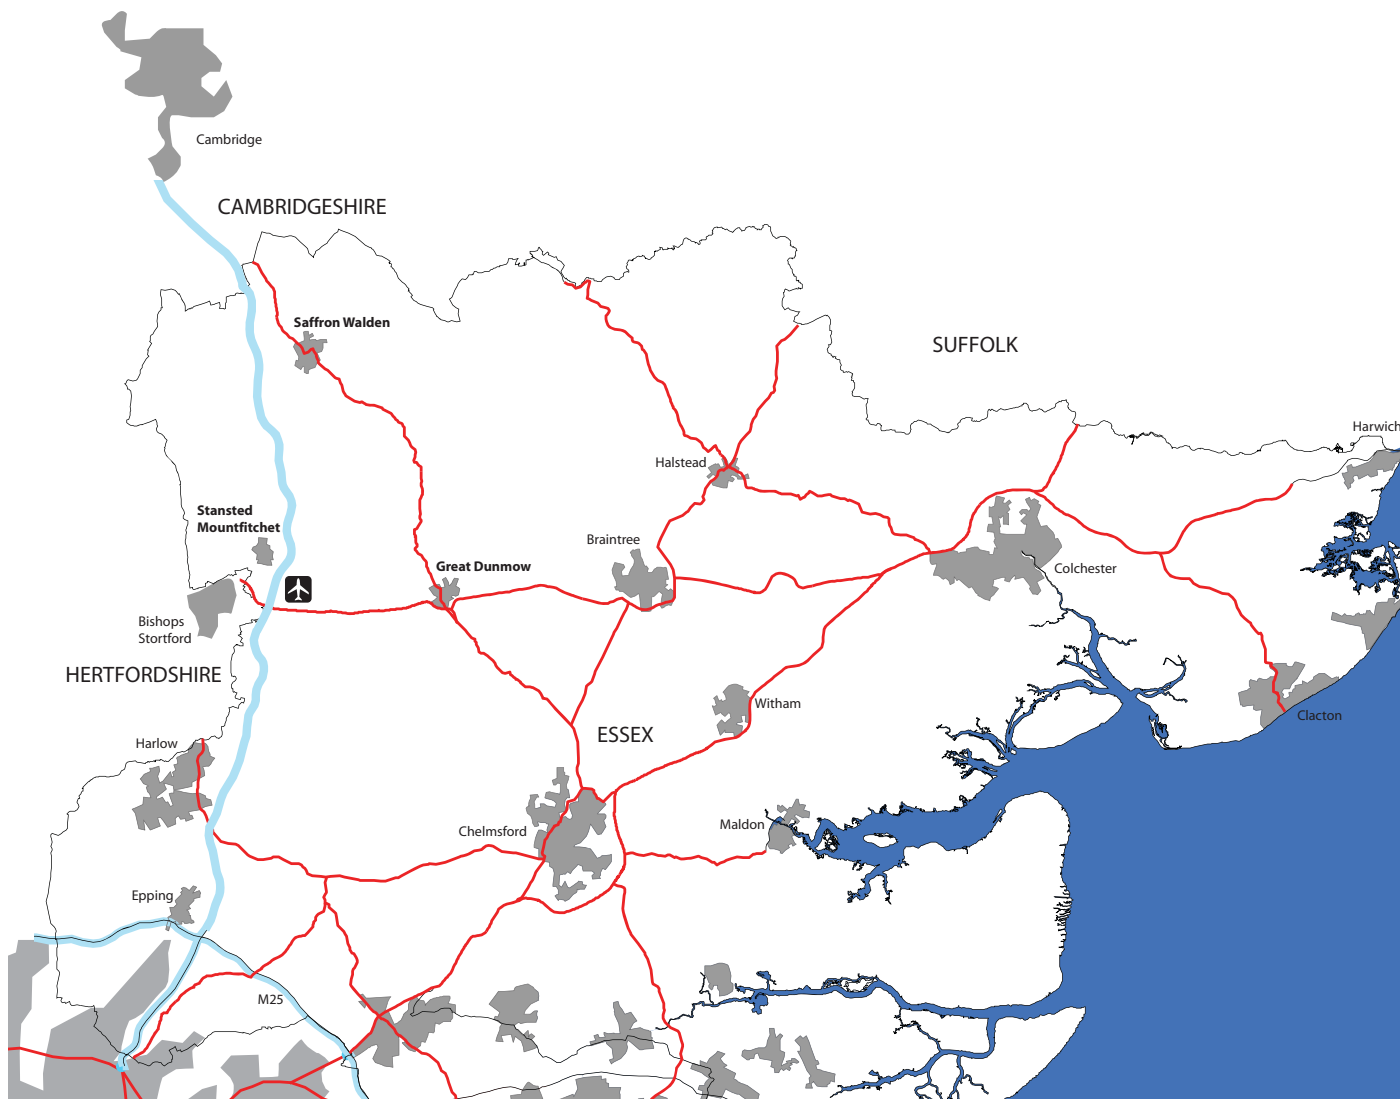 Cambridge
CAMBRIDGESHIRE
Saffron Walden
SUFFOLK
Harwich
Halstead
Stansted
Mountfitchet
Braintree
Great Dunmow
Colchester
Bishops
Stortford
HERTFORDSHIRE
Witham
Clacton
ESSEX
Harlow
Maldon
Chelmsford
Epping
M25